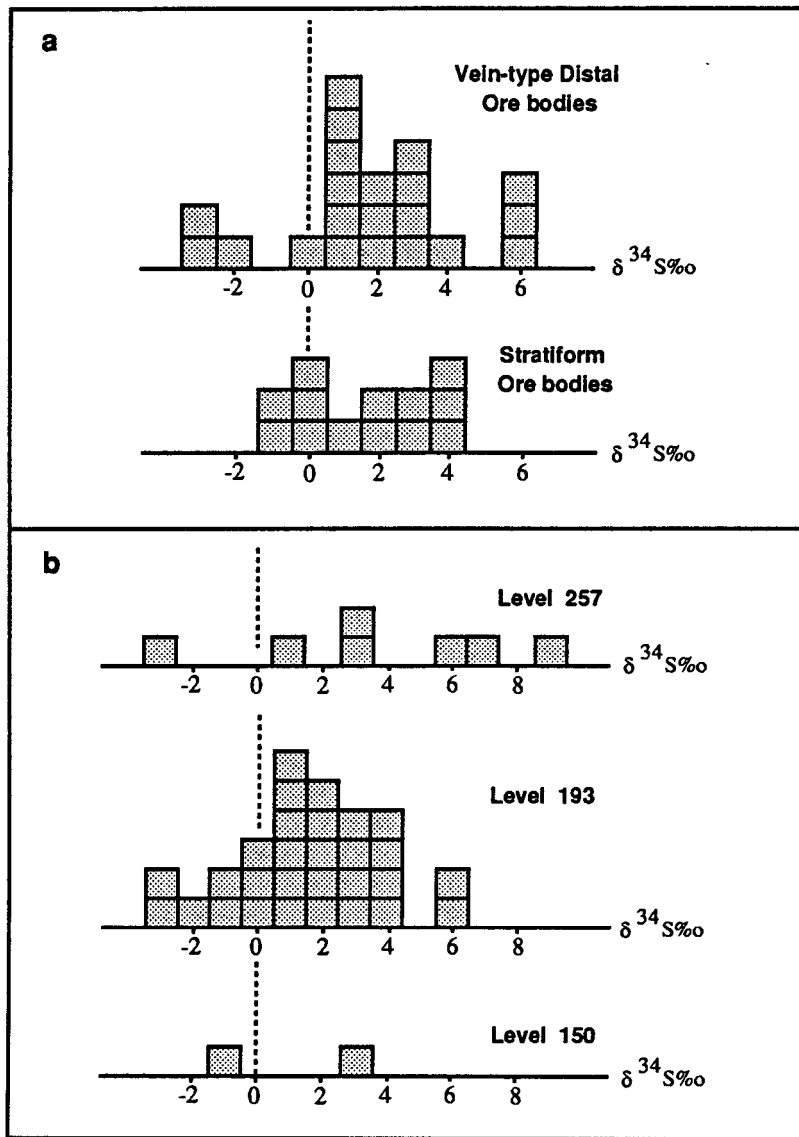 a
Vein-type Distal
Ore bodies
-2 0 2 4 6 δ 34S‰
Stratiform
Ore bodies
-2 0 2 4 6 δ 34S‰
b
Level 257
-2 0 2 4 6 8 δ 34S‰
Level 193
-2 0 2 4 6 8 δ 34S‰
Level 150
-2 0 2 4 6 8 δ 34S‰